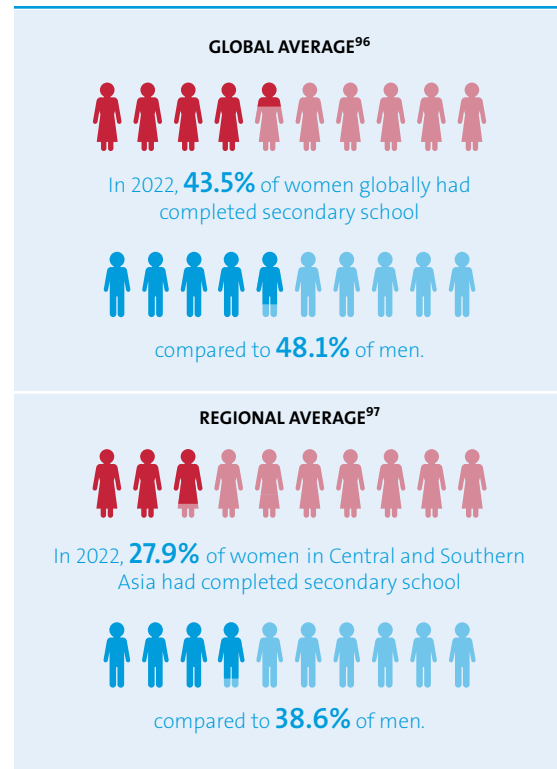 GLOBAL AVERAGE96
In 2022, 43.5% of women globally had
completed secondary school
compared to 48.1% of men.
REGIONAL AVERAGE97
In 2022, 27.9% of women in Central and Southern
Asia had completed secondary school
compared to 38.6% of men.